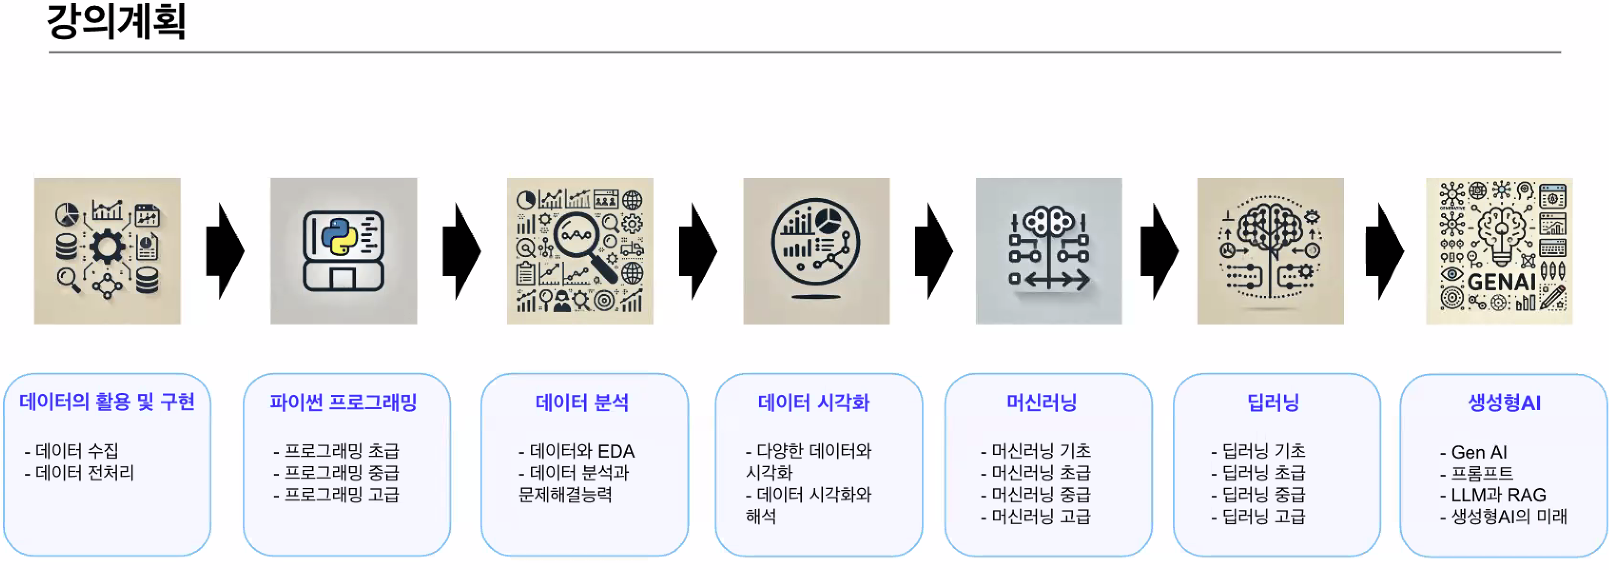 강의계획
GENAI
데이터의 활용 및 구현
- 데이터 수집
- 데이터 전처리
파이썬 프로그래밍
- 프로그래밍 초급
- 프로그래밍 중급
- 프로그래밍 고급
데이터 분석
- 데이터와 EDA
- 데이터 분석과
문제해결능력
데이터 시각화
- 다양한 데이터와
시각화
- 데이터 시각화와
해석
머신러닝
- 머신러닝 기초
- 머신러닝 초급
- 머신러닝 중급
- 머신러닝 고급
딥러닝
- 딥러닝 기초
- 딥러닝 초급
- 딥러닝 중급
- 딥러닝 고급
생성형AI
- Gen AI
- 프롬프트
- LLM과 RAG
- 생성형AI의 미래